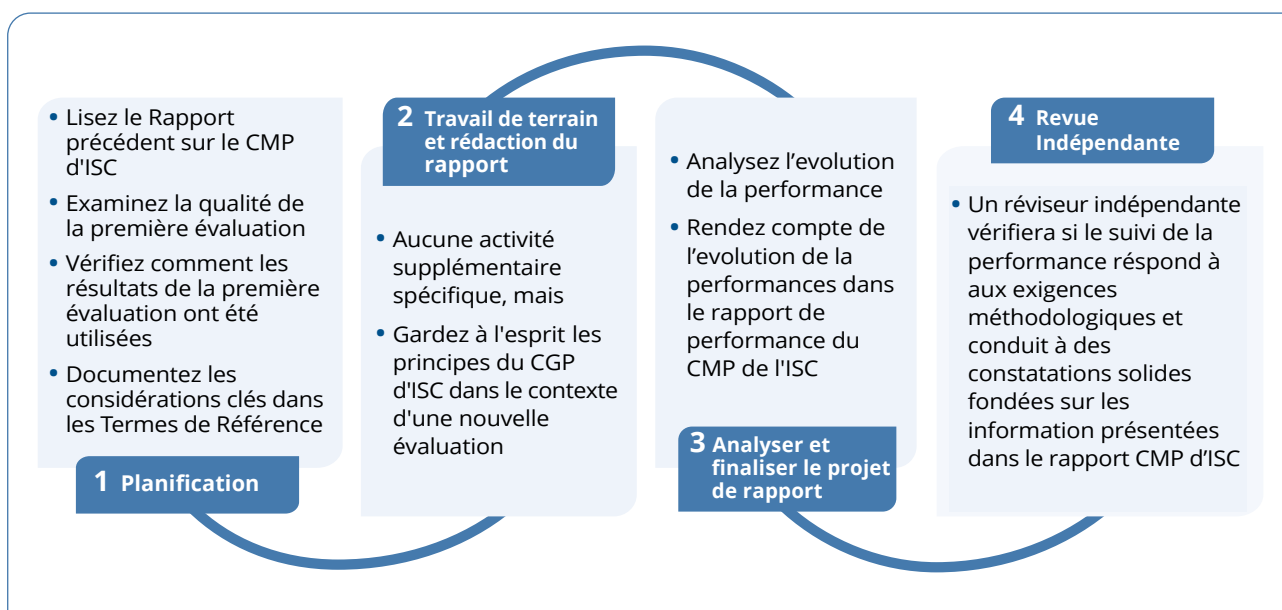 • Lisez le Rapport
précédent sur le CMP
d'ISC
• Examinez la qualité de
la première évaluation
• Vérifiez comment les
résultats de la première
évaluation ont été
utilisées
• Documentez les
considérations clés dans
les Termes de Référence
1 Planification
2 Travail de terrain
et rédaction du
rapport
• Aucune activité
supplémentaire
spécifique, mais
• Gardez à l'esprit les
principes du CGP
d'ISC dans le contexte
d'une nouvelle
évaluation
• Analysez l’evolution
de la performance
• Rendez compte de
l’evolution de la
performances dans
le rapport de
performance du
CMP de l'ISC
3 Analyser et
finaliser le projet
de rapport
4 Revue
Indépendante
• Un réviseur indépendante
vérifiera si le suivi de la
performance réspond à
aux exigences
méthodologiques et
conduit à des
constatations solides
fondées sur les
information présentées
dans le rapport CMP d’ISC